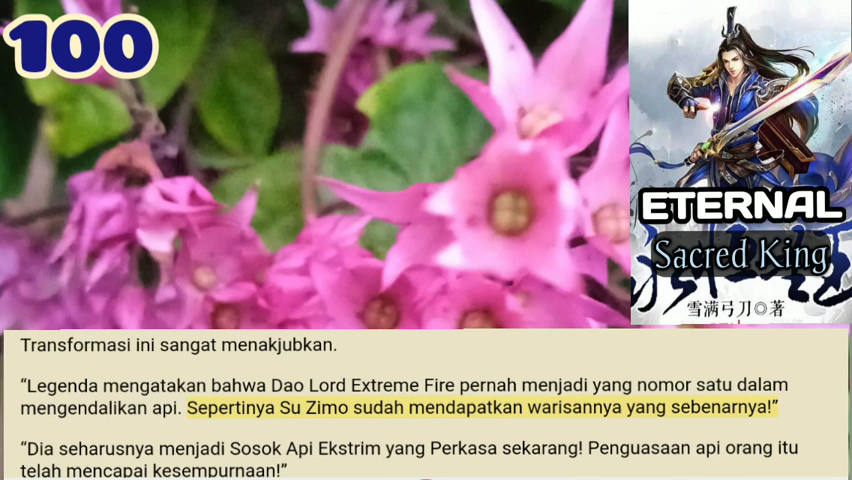 100
ETERNAL
Sacred King
雪满弓刀◎著
Transformasi ini sangat menakjubkan.
“Legenda mengatakan bahwa Dao Lord Extreme Fire pernah menjadi yang nomor satu dalam
mengendalikan api. Sepertinya Su Zimo sudah mendapatkan warisannya yang sebenarnya!”
“Dia seharusnya menjadi Sosok Api Ekstrim yang Perkasa sekarang! Penguasaan api orang itu
telah mencapai kesempurnaan!”